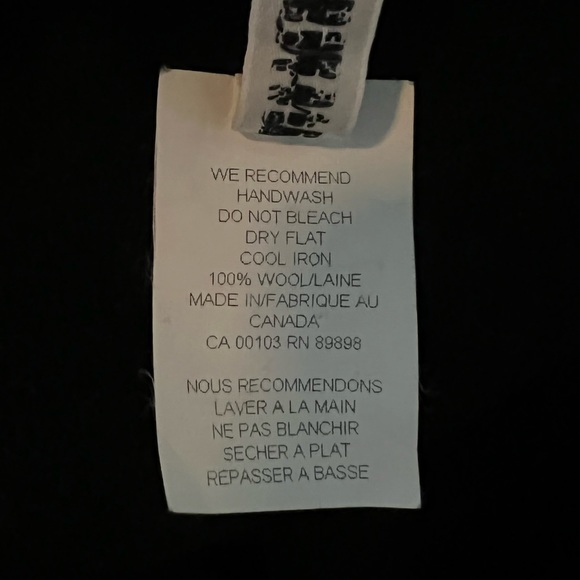 WE RECOMMEND
HANDWASH
DO NOT BLEACH
DRY FLAT
COOL IRON
100% WOOL/LAINE
MADE IN/FABRIQUE AU
CANADA
CA 00103 RN 89898
NOUS RECOMMENDONS
LAVER A LA MAIN
NE PAS BLANCHIR
SECHER A PLAT
REPASSER A BASSE